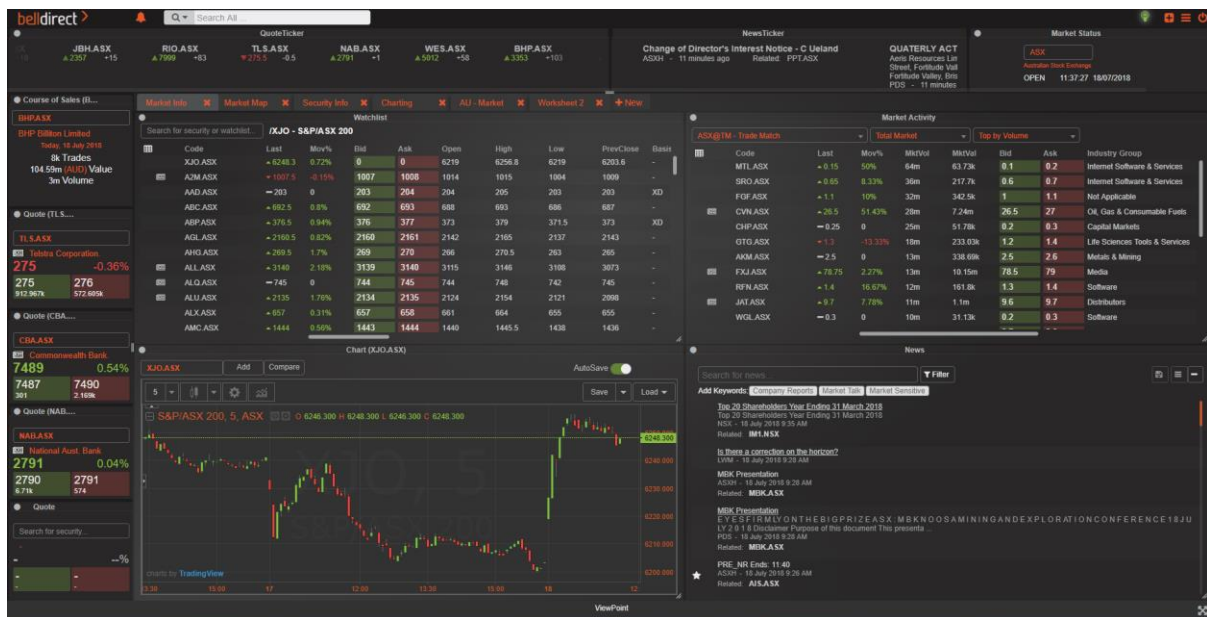 belldirect
Search All ...
QuoteTicker
NewsTicker
Market Status
JBH.ASX
2357 +15
RIO.ASX
7999 +83
TLS.ASX
275.5 -0.5
NAB.ASX
2791 +1
WES.ASX
5012 +58
BHP.ASX
3353 +103
Change of Director's Interest Notice - C Ueland
ASXH - 11 minutes ago Related: PPT.ASX
QUATERLY ACT
Aeris Resources Lim
Street, Fortitude Vall
Fortitude Valley, Bris
PDS - 11 minutes
ASX
Australian Stock Exchange
OPEN 11:37:27 18/07/2018
Course of Sales (B...
BHP.ASX
BHP Billiton Limited
Today, 18 July 2018
8k Trades
104.59m (AUD) Value
3m Volume
Quote (TLS....
TLS.ASX
Telstra Corporation.
275 -0.36%
275 276
912.967k 572.605k
Quote (CBA....
CBA.ASX
Commonwealth Bank.
7489 0.54%
7487 7490
301 2.169k
Quote (NAB....
NAB.ASX
National Aust. Bank
2791 0.04%
2790 2791
6.71k 574
Quote
Search for security...
--%
Market Info Market Map Security Info Charting AU - Market Worksheet 2 + New
Watchlist
Search for security or watchlist... /XJO - S&P/ASX 200
Code Last Mov% Bid Ask Open High Low PrevClose Basis
XJO.ASX 6248.3 0.72% 0 0 6219 6256.8 6219 6203.6 -
A2M.ASX 1007.5 -0.15% 1007 1008 1014 1015 1004 1009 -
AAD.ASX 203 0 203 204 204 205 203 203 XD
ABC.ASX 692.5 0.8% 692 693 688 693 686 687 -
ABP.ASX 376.5 0.94% 376 377 373 379 371.5 373 XD
AGL.ASX 2160.5 0.82% 2160 2161 2142 2165 2137 2143 -
AHG.ASX 269.5 1.7% 269 270 266 270.5 263 265 -
ALL.ASX 3140 2.18% 3139 3140 3115 3146 3108 3073 -
ALQ.ASX 745 0 744 745 744 748 742 745 -
ALU.ASX 2135 1.76% 2134 2135 2124 2154 2121 2098 -
ALX.ASX 657 0.31% 657 658 661 664 655 655 -
AMC.ASX 1444 0.56% 1443 1444 1440 1445.5 1438 1436 -
Market Activity
ASX@TM - Trade Match Total Market Top by Volume
Code Last Mov% MktVol MktVal Bid Ask Industry Group
MTL.ASX 0.15 50% 64m 63.73k 0.1 0.2 Internet Software & Services
SRO.ASX 0.65 8.33% 36m 217.7k 0.6 0.7 Internet Software & Services
FGF.ASX 1.1 10% 32m 342.5k 1 1.1 Not Applicable
CVN.ASX 26.5 51.43% 28m 7.24m 26.5 27 Oil, Gas & Consumable Fuels
CHP.ASX 0.25 0 25m 51.78k 0.2 0.3 Capital Markets
GTG.ASX 1.3 -13.33% 18m 233.03k 1.2 1.4 Life Sciences Tools & Services
AKM.ASX 2.5 0 13m 338.69k 2.5 2.6 Metals & Mining
FXJ.ASX 78.75 2.27% 13m 10.15m 78.5 79 Media
RFN.ASX 1.4 16.67% 12m 161.8k 1.3 1.4 Software
JAT.ASX 9.7 7.78% 11m 1.1m 9.6 9.7 Distributors
WGL.ASX 0.3 0 10m 31.13k 0.2 0.3 Software
Chart (XJO.ASX)
XJO.ASX Add Compare AutoSave
5 Save Load
S&P/ASX 200, 5, ASX O 6246.300 H 6248.300 L 6246.300 C 6248.300
XJO, 5
6248.300
6240.000
6230.000
6220.000
6210.000
6200.000
charts by TradingView
13:30 15:00 17 12:00 13:30 15:00 18 12:
News
Search for news... Filter
Add Keywords: Company Reports Market Talk Market Sensitive
Top 20 Shareholders Year Ending 31 March 2018
Top 20 Shareholders Year Ending 31 March 2018
NSX - 18 July 2018 9:35 AM
Related: IM1.NSX
Is there a correction on the horizon?
LWM - 18 July 2018 9:28 AM
MBK Presentation
ASXH - 18 July 2018 9:28 AM
Related: MBK.ASX
MBK Presentation
E Y E S F I R M L Y O N T H E B I G P R I Z E A S X : M B K N O O S A M I N I N G A N D E X P L O R A T I O N C O N F E R E N C E 1 8 J U
L Y 2 0 1 8 Disclaimer Purpose of this document This presenta ...
PDS - 18 July 2018 9:28 AM
Related: MBK.ASX
PRE_NR Ends: 11:40
ASXH - 18 July 2018 9:26 AM
Related: AIS.ASX
ViewPoint